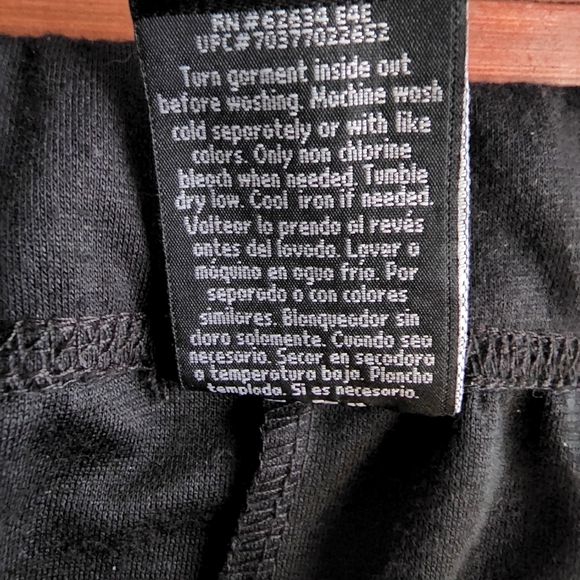 RN#62634 E4E
UPC#70377022652
Turn garment inside out
before washing. Machine wash
cold separately or with like
colors. Only non chlorine
bleach when needed. Tumble
dry low. Cool iron if needed.
Voltear la prenda al revés
antes del lavado. Lavar a
máquina en agua fría. Por
separado o con colores
similares. Blanqueador sin
cloro solamente. Cuando sea
necesario. Secar en secadora
a temperatura baja. Plancha
templada. Si es necesario.